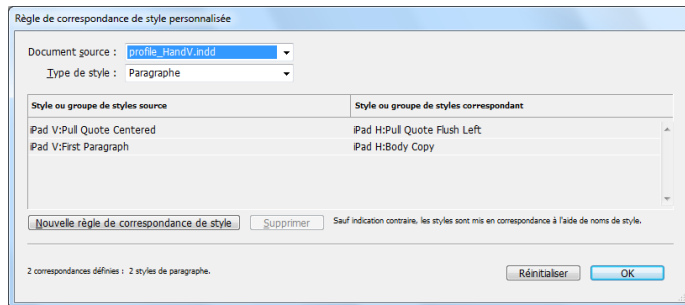 Règle de correspondance de style personnalisée
Document source : profile_HandV.indd
Type de style : Paragraphe
Style ou groupe de styles source Style ou groupe de styles correspondant
iPad V:Pull Quote Centered iPad H:Pull Quote Flush Left
iPad V:First Paragraph iPad H:Body Copy
Nouvelle règle de correspondance de style Supprimer Sauf indication contraire, les styles sont mis en correspondance à l'aide de noms de style.
2 correspondances définies : 2 styles de paragraphe.
Réinitialiser OK